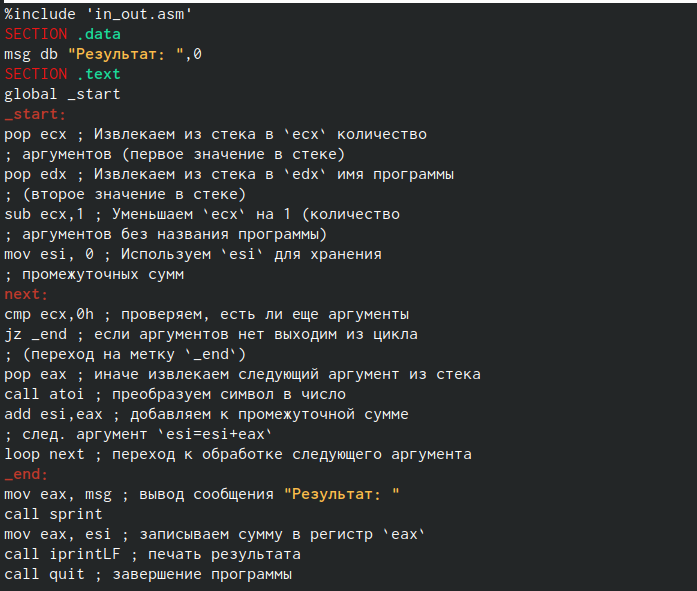 %include 'in_out.asm'
SECTION .data
msg db "Результат: ",0
SECTION .text
global _start
_start:
pop ecx ; Извлекаем из стека в `ecx` количество
; аргументов (первое значение в стеке)
pop edx ; Извлекаем из стека в `edx` имя программы
; (второе значение в стеке)
sub ecx,1 ; Уменьшаем `ecx` на 1 (количество
; аргументов без названия программы)
mov esi, 0 ; Используем `esi` для хранения
; промежуточных сумм
next:
cmp ecx,0h ; проверяем, есть ли еще аргументы
jz _end ; если аргументов нет выходим из цикла
; (переход на метку `_end`)
pop eax ; иначе извлекаем следующий аргумент из стека
call atoi ; преобразуем символ в число
add esi,eax ; добавляем к промежуточной сумме
; след. аргумент `esi=esi+eax`
loop next ; переход к обработке следующего аргумента
_end:
mov eax, msg ; вывод сообщения "Результат: "
call sprint
mov eax, esi ; записываем сумму в регистр `eax`
call iprintLF ; печать результата
call quit ; завершение программы